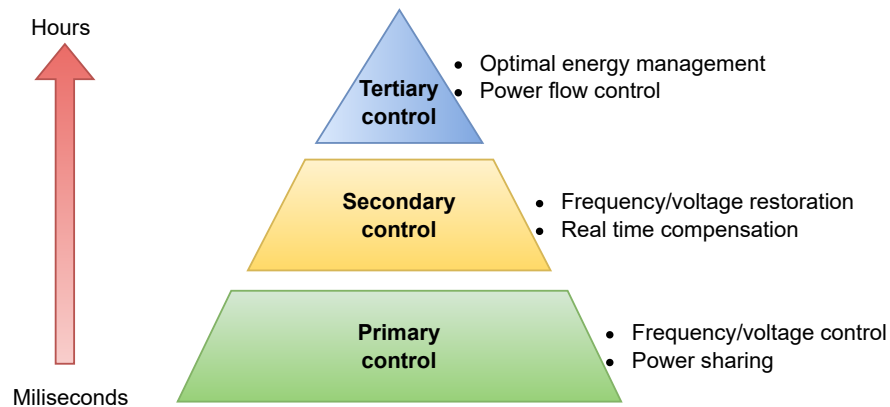 Hours
Tertiary
control
• Optimal energy management
• Power flow control
Secondary
control
• Frequency/voltage restoration
• Real time compensation
Primary
control
• Frequency/voltage control
• Power sharing
Miliseconds